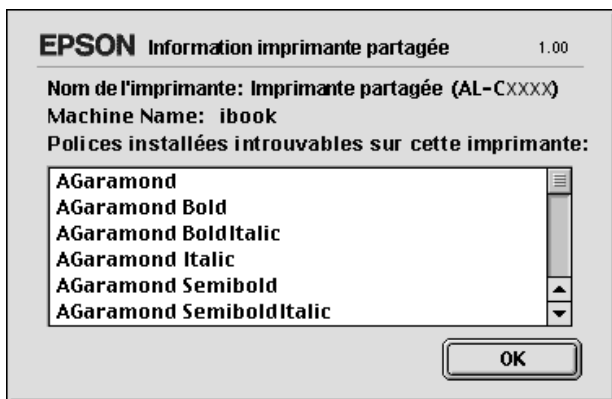 EPSON Information imprimante partagée 1.00
Nom de l'imprimante: Imprimante partagée (AL-CXXXX)
Machine Name: ibook
Polices installées introuvables sur cette imprimante:
AGaramond
AGaramond Bold
AGaramond BoldItalic
AGaramond Italic
AGaramond Semibold
AGaramond SemiboldItalic
OK